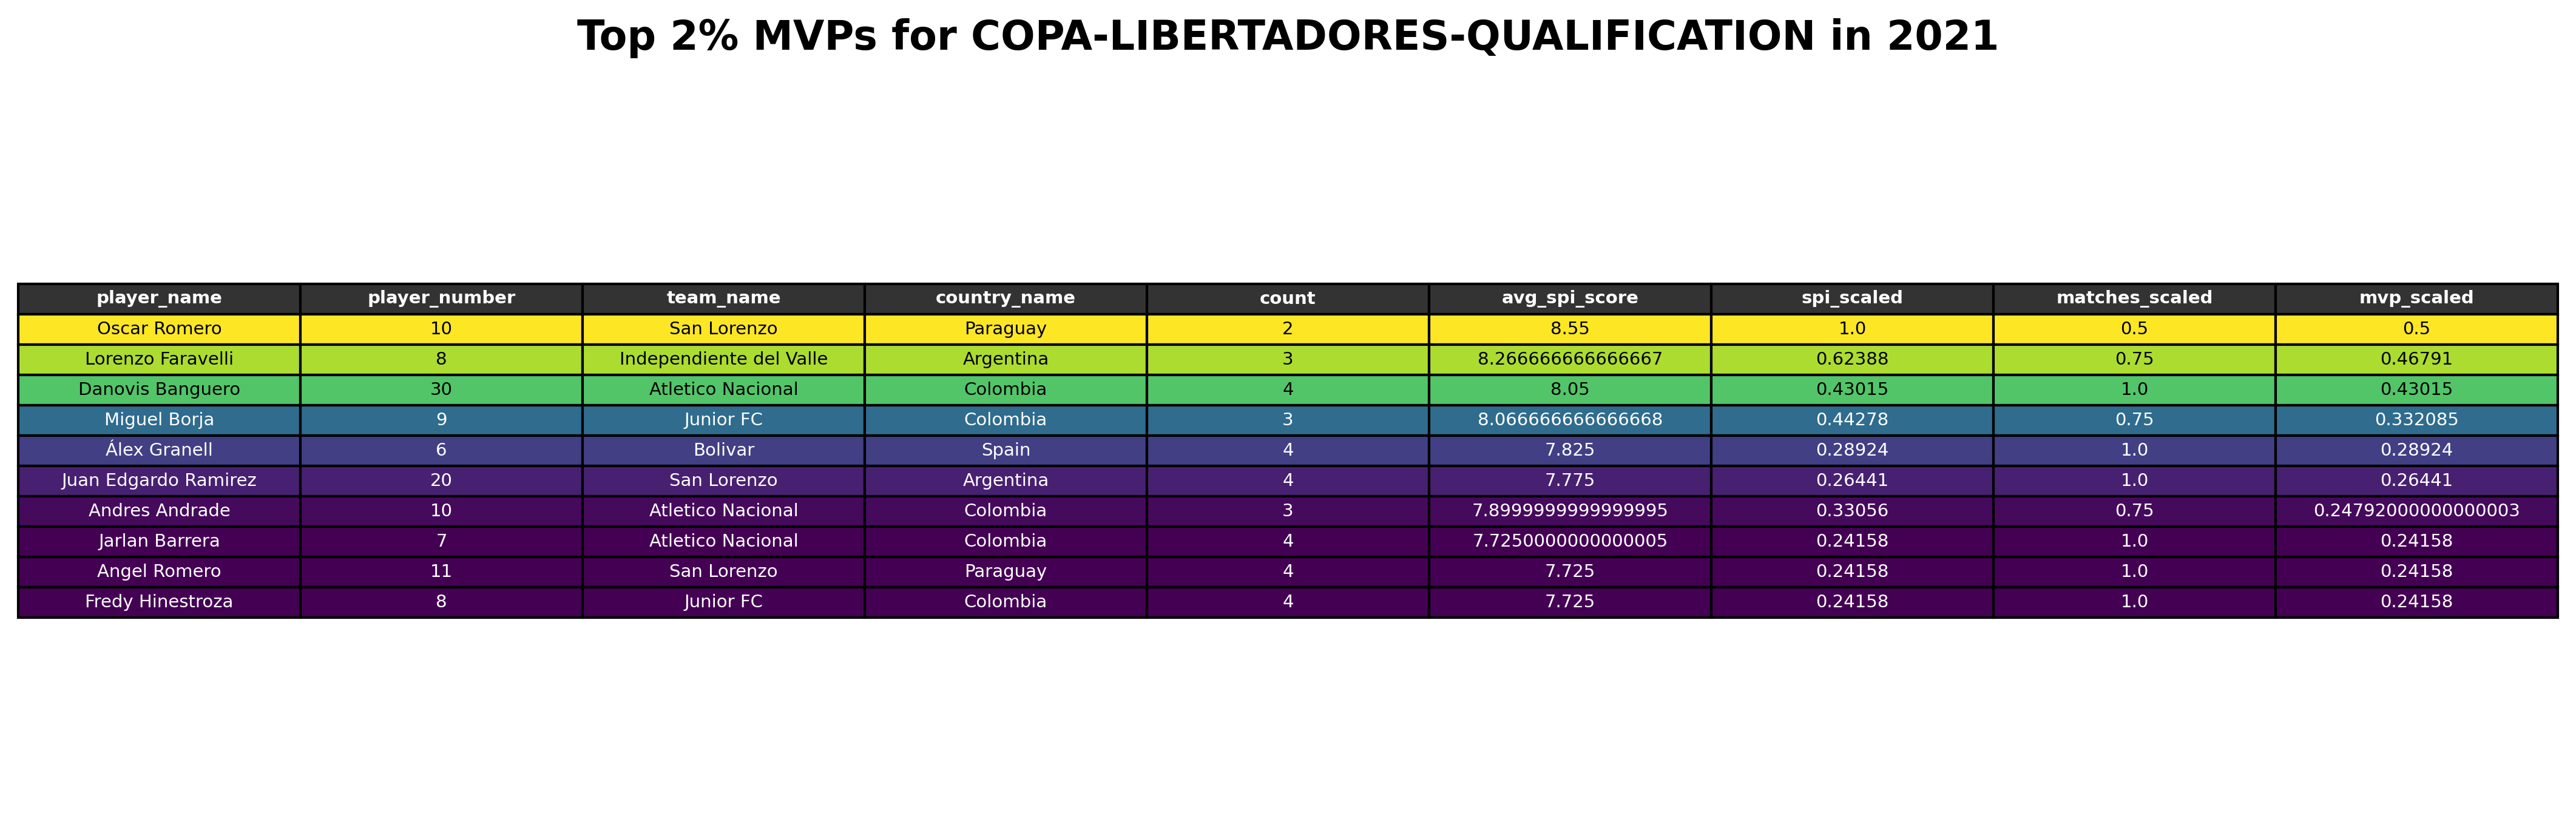 Top 2% MVPs for COPA-LIBERTADORES-QUALIFICATION in 2021
player_name player_number team_name country_name count avg_spi_score spi_scaled matches_scaled mvp_scaled
Oscar Romero 10 San Lorenzo Paraguay 2 8.55 1.0 0.5 0.5
Lorenzo Faravelli 8 Independiente del Valle Argentina 3 8.266666666666667 0.62388 0.75 0.46791
Danovis Banguero 30 Atletico Nacional Colombia 4 8.05 0.43015 1.0 0.43015
Miguel Borja 9 Junior FC Colombia 3 8.066666666666668 0.44278 0.75 0.332085
Álex Granell 6 Bolivar Spain 4 7.825 0.28924 1.0 0.28924
Juan Edgardo Ramirez 20 San Lorenzo Argentina 4 7.775 0.26441 1.0 0.26441
Andres Andrade 10 Atletico Nacional Colombia 3 7.8999999999999995 0.33056 0.75 0.24792000000000003
Jarlan Barrera 7 Atletico Nacional Colombia 4 7.7250000000000005 0.24158 1.0 0.24158
Angel Romero 11 San Lorenzo Paraguay 4 7.725 0.24158 1.0 0.24158
Fredy Hinestroza 8 Junior FC Colombia 4 7.725 0.24158 1.0 0.24158